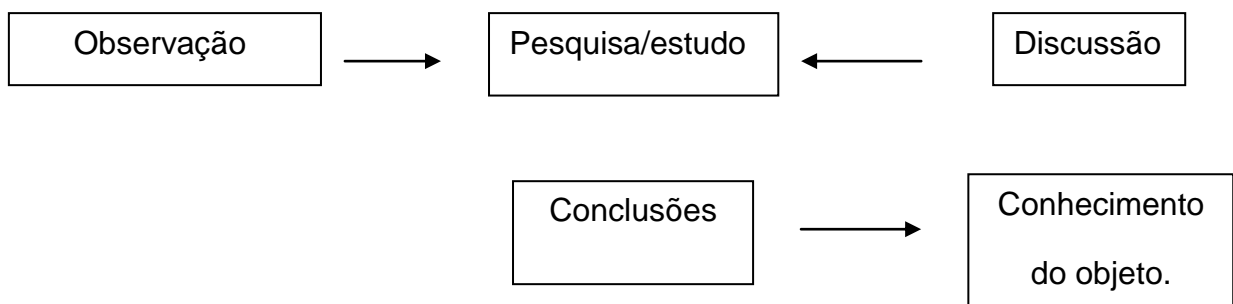 Observação
Pesquisa/estudo
Discussão
Conclusões
Conhecimento
do objeto.